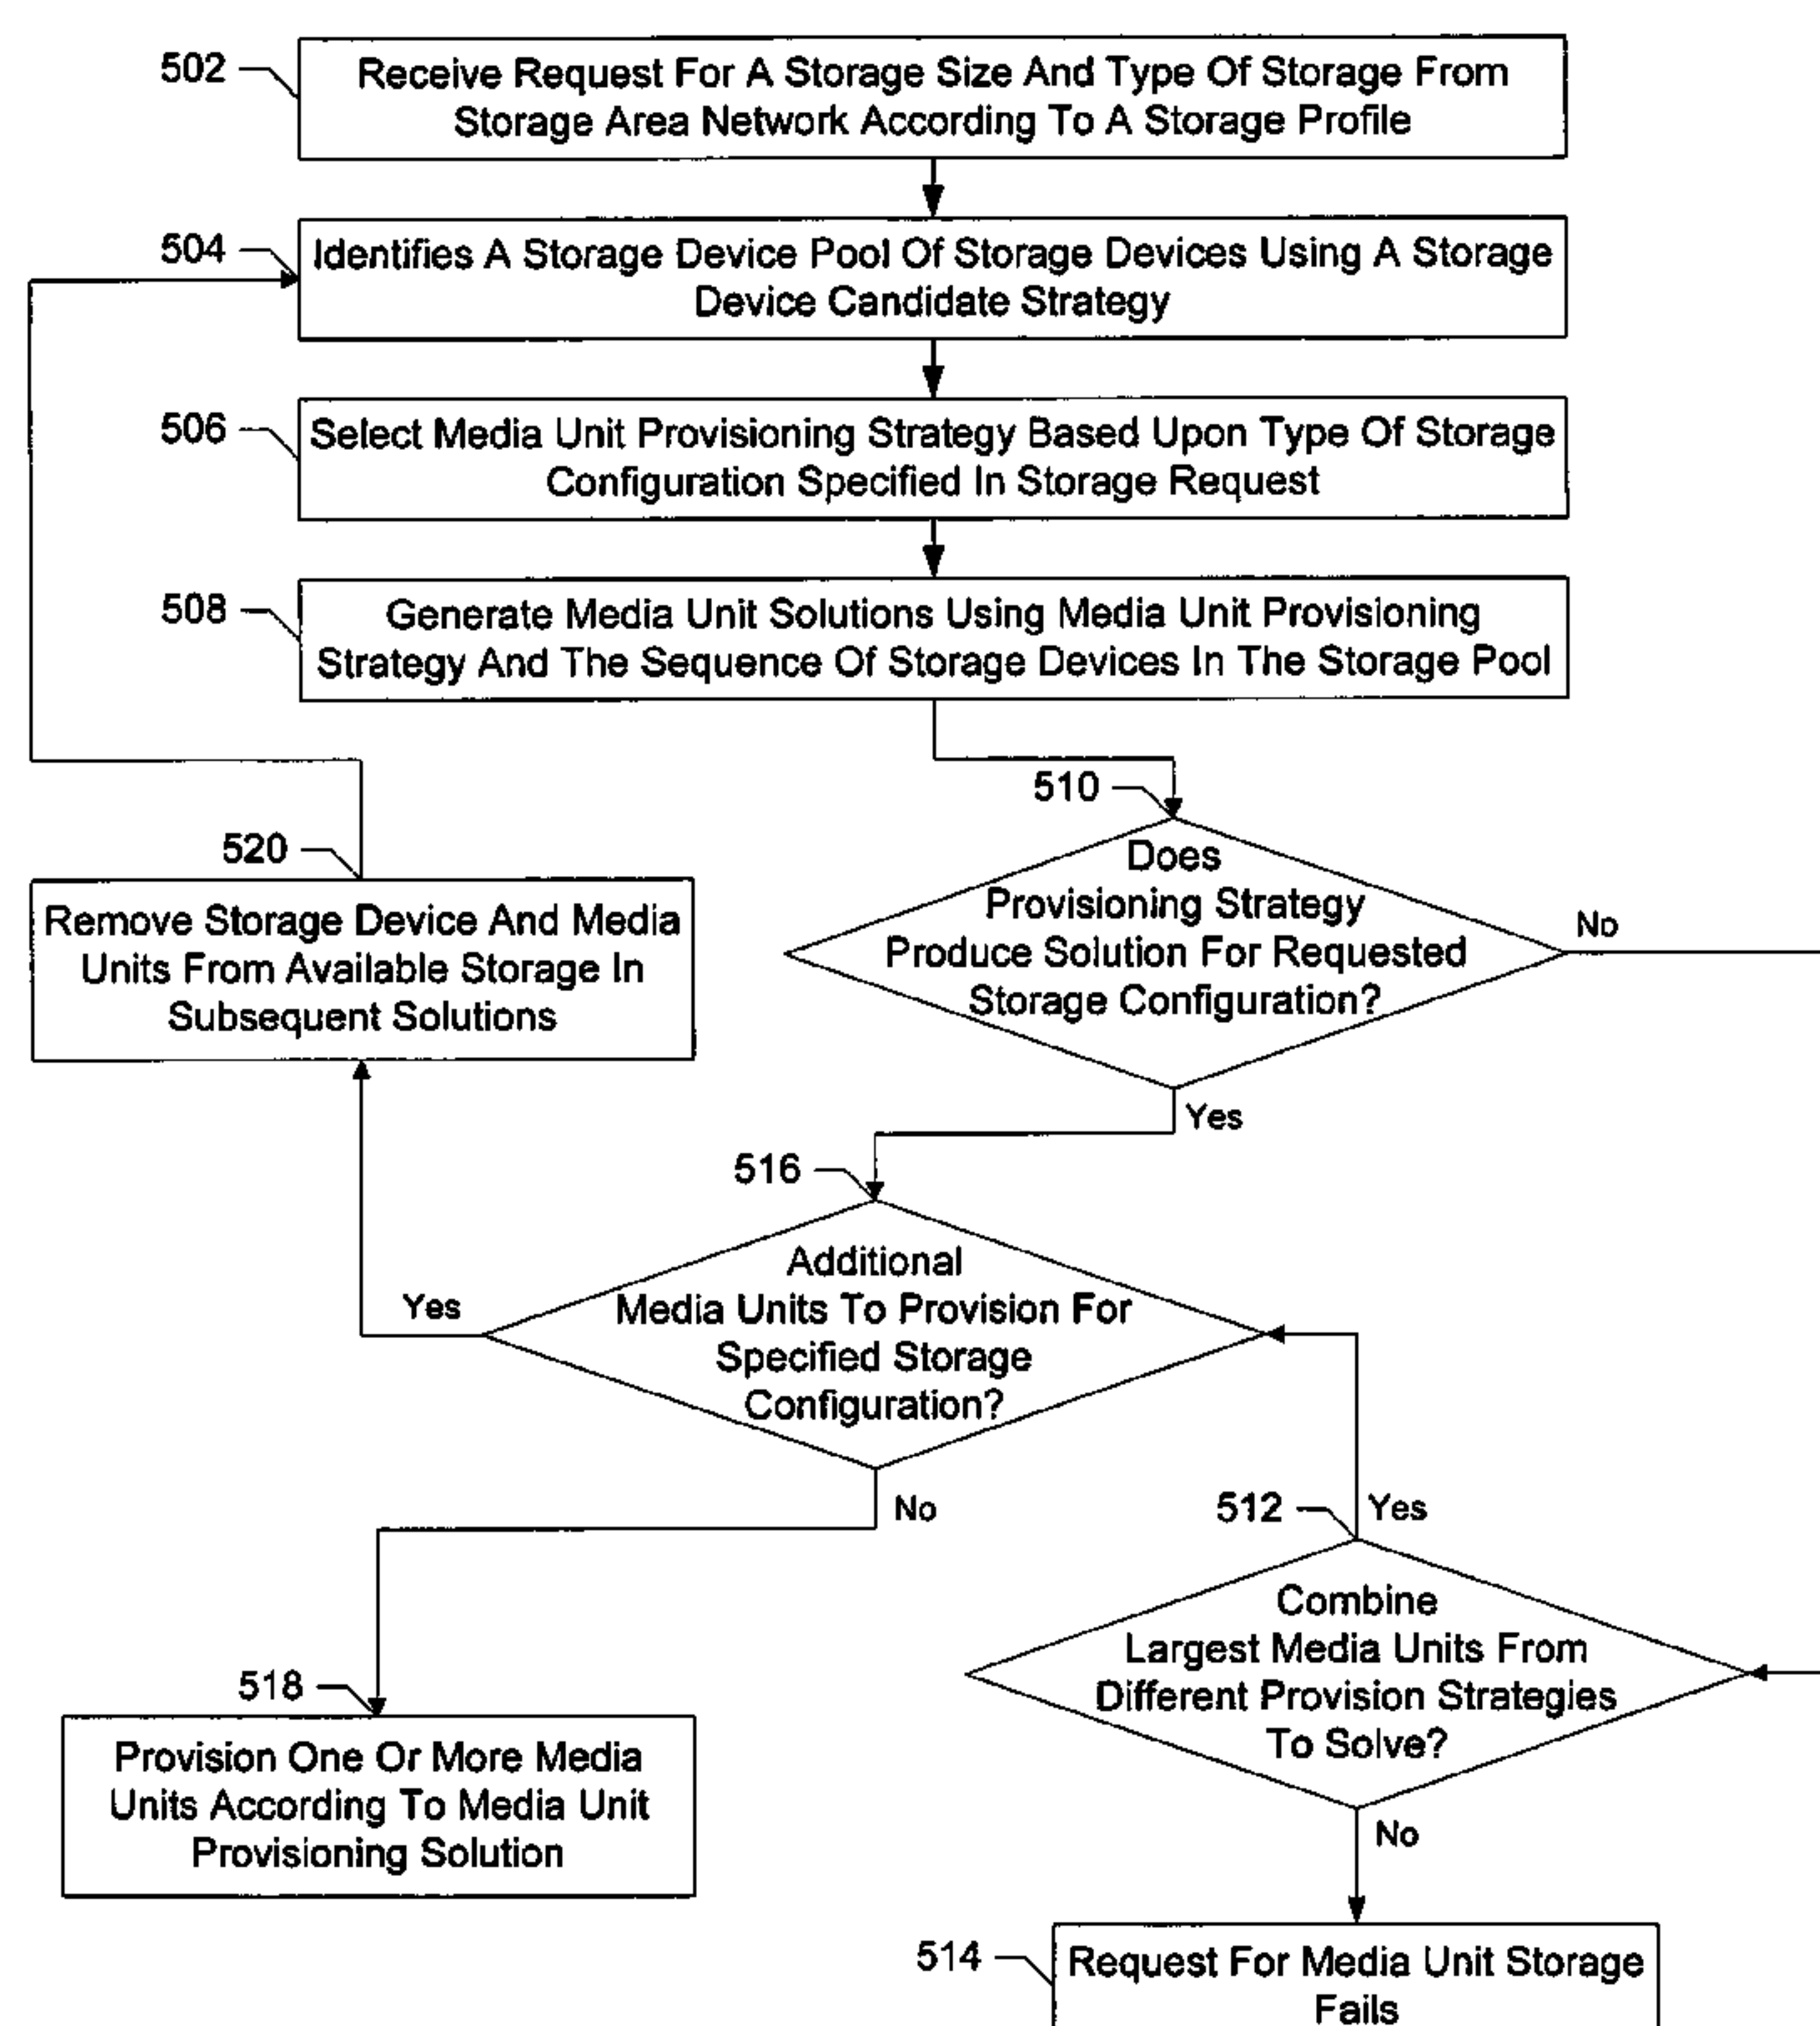 502
Receive Request For A Storage Size And Type Of Storage From
Storage Area Network According To A Storage Profile
504
Identifies A Storage Device Pool Of Storage Devices Using A Storage
Device Candidate Strategy
506
Select Media Unit Provisioning Strategy Based Upon Type Of Storage
Configuration Specified In Storage Request
508
Generate Media Unit Solutions Using Media Unit Provisioning
Strategy And The Sequence Of Storage Devices In The Storage Pool
510
Does
Provisioning Strategy
Produce Solution For Requested
Storage Configuration?
No
Yes
520
Remove Storage Device And Media
Units From Available Storage In
Subsequent Solutions
516
Additional
Media Units To Provision For
Specified Storage
Configuration?
Yes
No
512
Yes
Combine
Largest Media Units From
Different Provision Strategies
To Solve?
No
518
Provision One Or More Media
Units According To Media Unit
Provisioning Solution
514
Request For Media Unit Storage
Fails